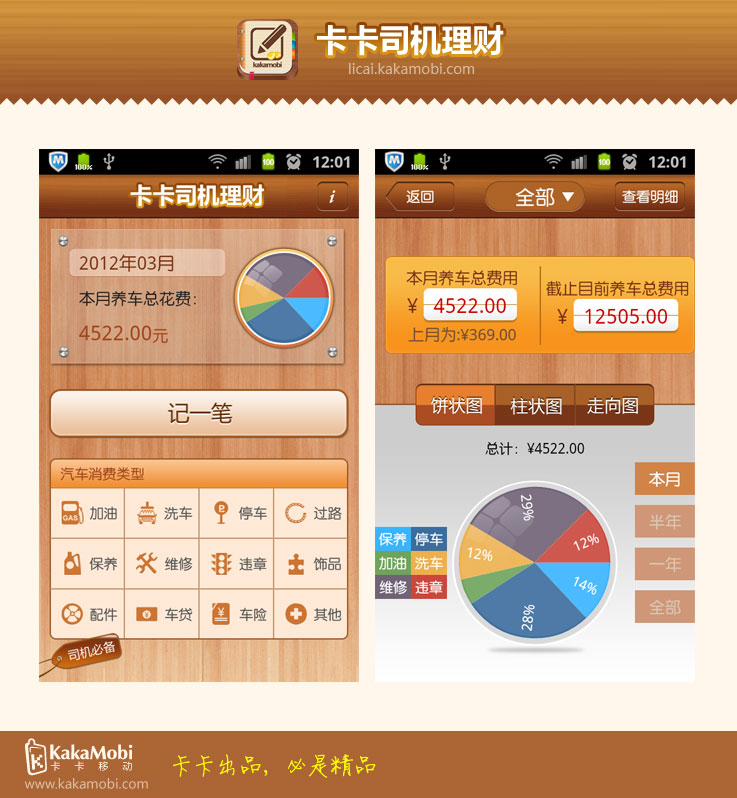 kakamobi
卡卡司机理财
licai.kakamobi.com
100%
100
12:01
卡卡司机理财
i
2012年03月
本月养车总花费:
4522.00元
记一笔
汽车消费类型
GAS 加油 洗车 P 停车 过路
保养 维修 违章 饰品
配件 车贷 ¥ 车险 其他
司机必备
100%
100
12:01
返回 全部 查看明细
本月养车总费用
¥ 4522.00
上月为:¥369.00
截止目前养车总费用
¥ 12505.00
饼状图 柱状图 走向图
总计: ¥4522.00
本月
半年
一年
全部
保养 停车
加油 洗车
维修 违章
29%
12%
14%
28%
12%
KakaMobi
卡卡移动
www.kakamobi.com
卡卡出品，必是精品